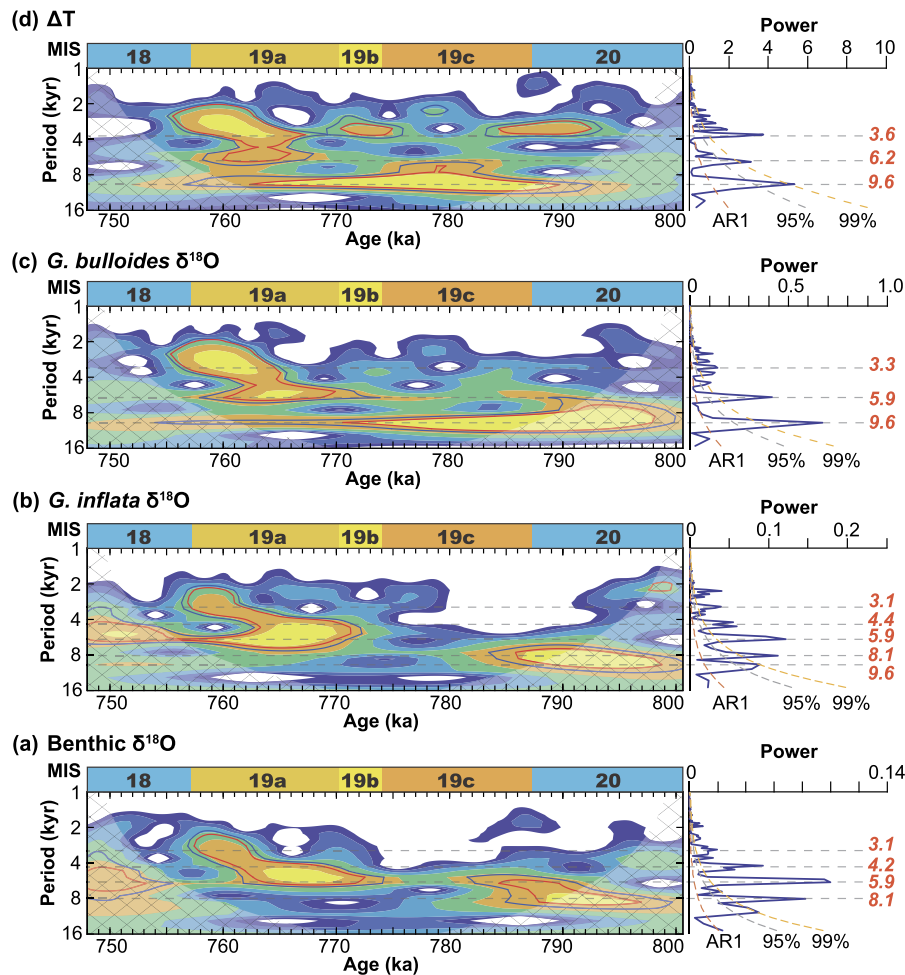 (d) ΔT
Power
MIS 18 19a 19b 19c 20
0 2 4 6 8 10
Period (kyr)
1
2
4
8
16
3.6
6.2
9.6
750 760 770 780 790 800
AR1 95% 99%
Age (ka)
(c) G. bulloides δ18O
Power
MIS 18 19a 19b 19c 20
0 0.5 1.0
Period (kyr)
1
2
4
8
16
3.3
5.9
9.6
750 760 770 780 790 800
AR1 95% 99%
Age (ka)
(b) G. inflata δ18O
Power
MIS 18 19a 19b 19c 20
0 0.1 0.2
Period (kyr)
1
2
4
8
16
3.1
4.4
5.9
8.1
9.6
750 760 770 780 790 800
AR1 95% 99%
Age (ka)
(a) Benthic δ18O
Power
MIS 18 19a 19b 19c 20
0 0.14
Period (kyr)
1
2
4
8
16
3.1
4.2
5.9
8.1
750 760 770 780 790 800
AR1 95% 99%
Age (ka)